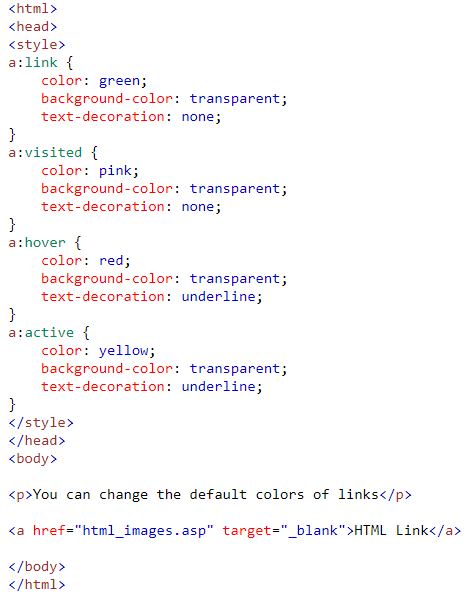 <html>
<head>
<style>
a:link {
    color: green;
    background-color: transparent;
    text-decoration: none;
}
a:visited {
    color: pink;
    background-color: transparent;
    text-decoration: none;
}
a:hover {
    color: red;
    background-color: transparent;
    text-decoration: underline;
}
a:active {
    color: yellow;
    background-color: transparent;
    text-decoration: underline;
}
</style>
</head>
<body>

<p>You can change the default colors of links</p>

<a href="html_images.asp" target="_blank">HTML Link</a>

</body>
</html>